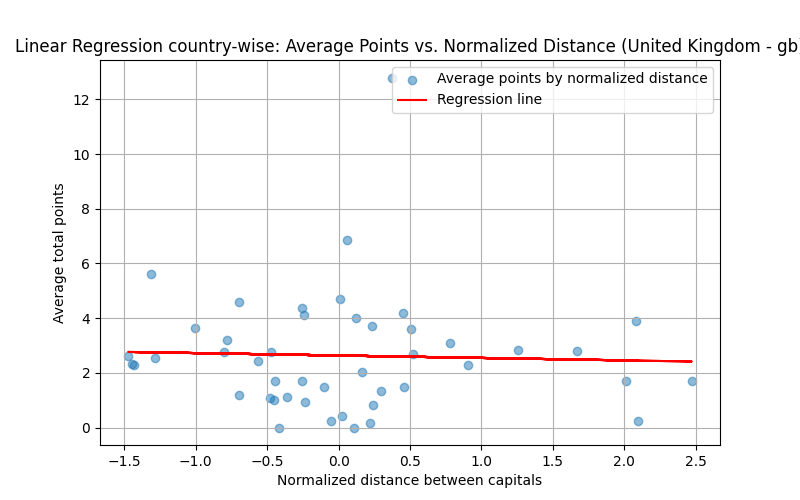 Linear Regression country-wise: Average Points vs. Normalized Distance (United Kingdom - gb)
Average points by normalized distance
Regression line
Average total points
12
10
8
6
4
2
0
−1.5 −1.0 −0.5 0.0 0.5 1.0 1.5 2.0 2.5
Normalized distance between capitals